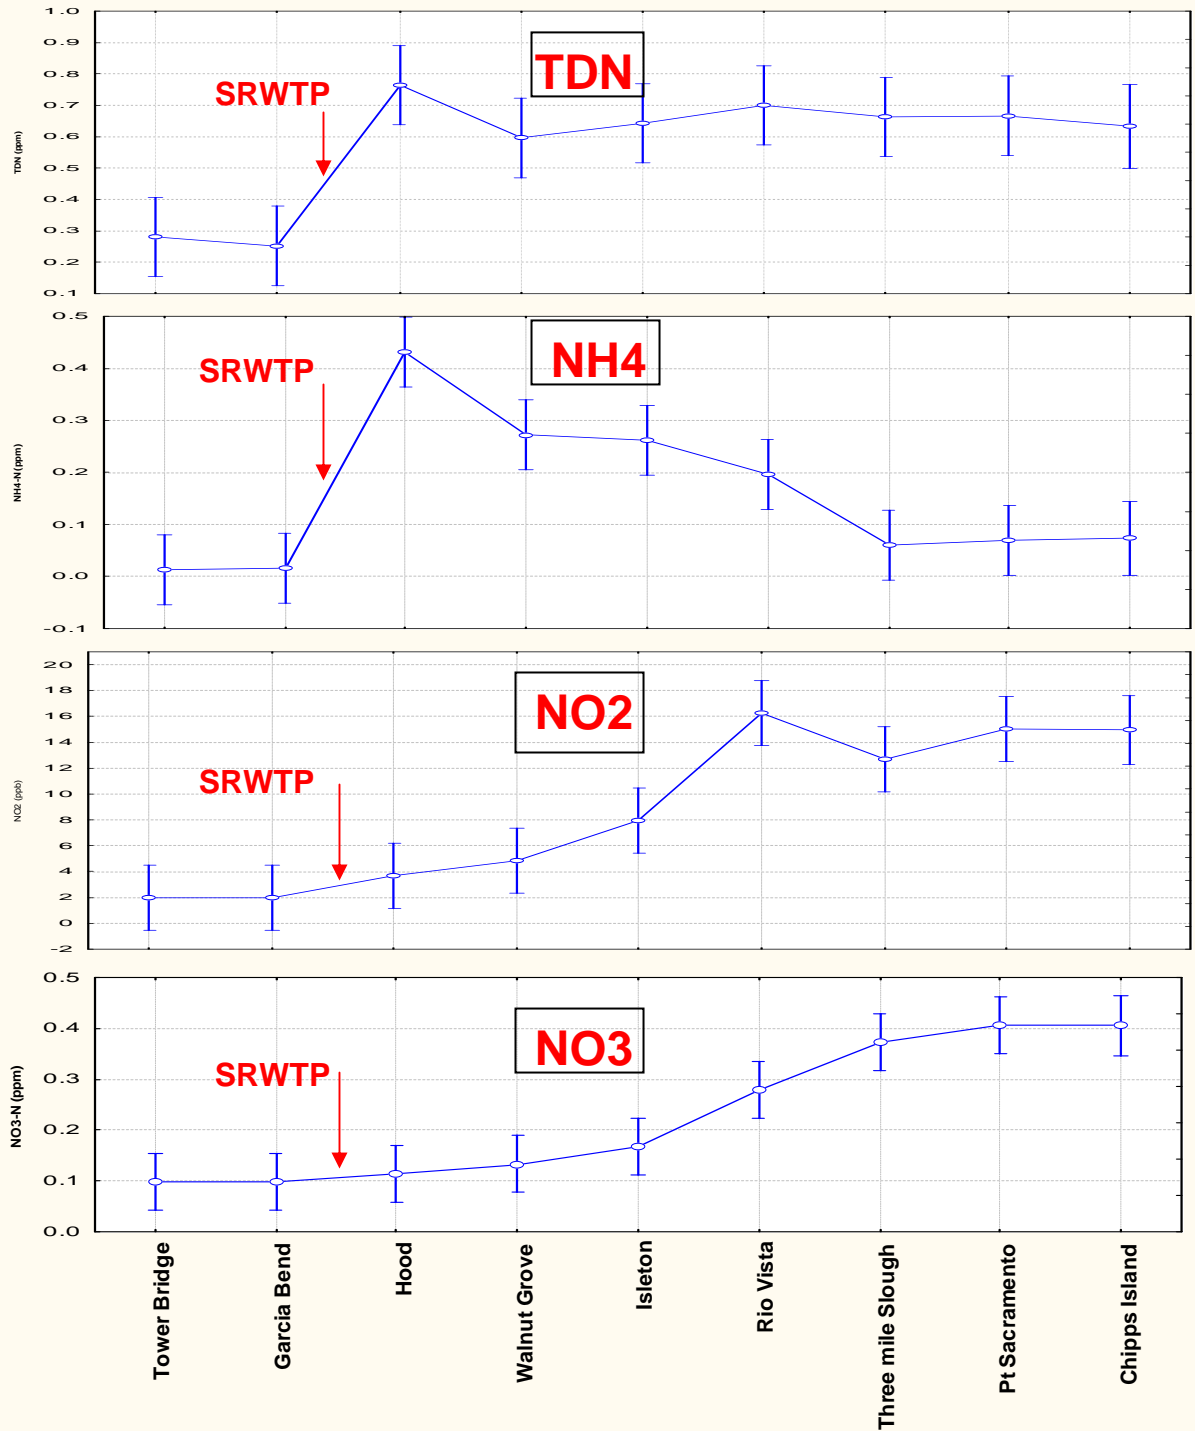 TDN
SRWTP
TDN (ppm)
1.0
0.9
0.8
0.7
0.6
0.5
0.4
0.3
0.2
0.1
NH4
SRWTP
NH4-N (ppm)
0.5
0.4
0.3
0.2
0.1
0.0
-0.1
NO2
SRWTP
NO2 (ppb)
20
18
16
14
12
10
8
6
4
2
0
-2
NO3
SRWTP
NO3-N (ppm)
0.5
0.4
0.3
0.2
0.1
0.0
Tower Bridge
Garcia Bend
Hood
Walnut Grove
Isleton
Rio Vista
Three mile Slough
Pt Sacramento
Chipps Island